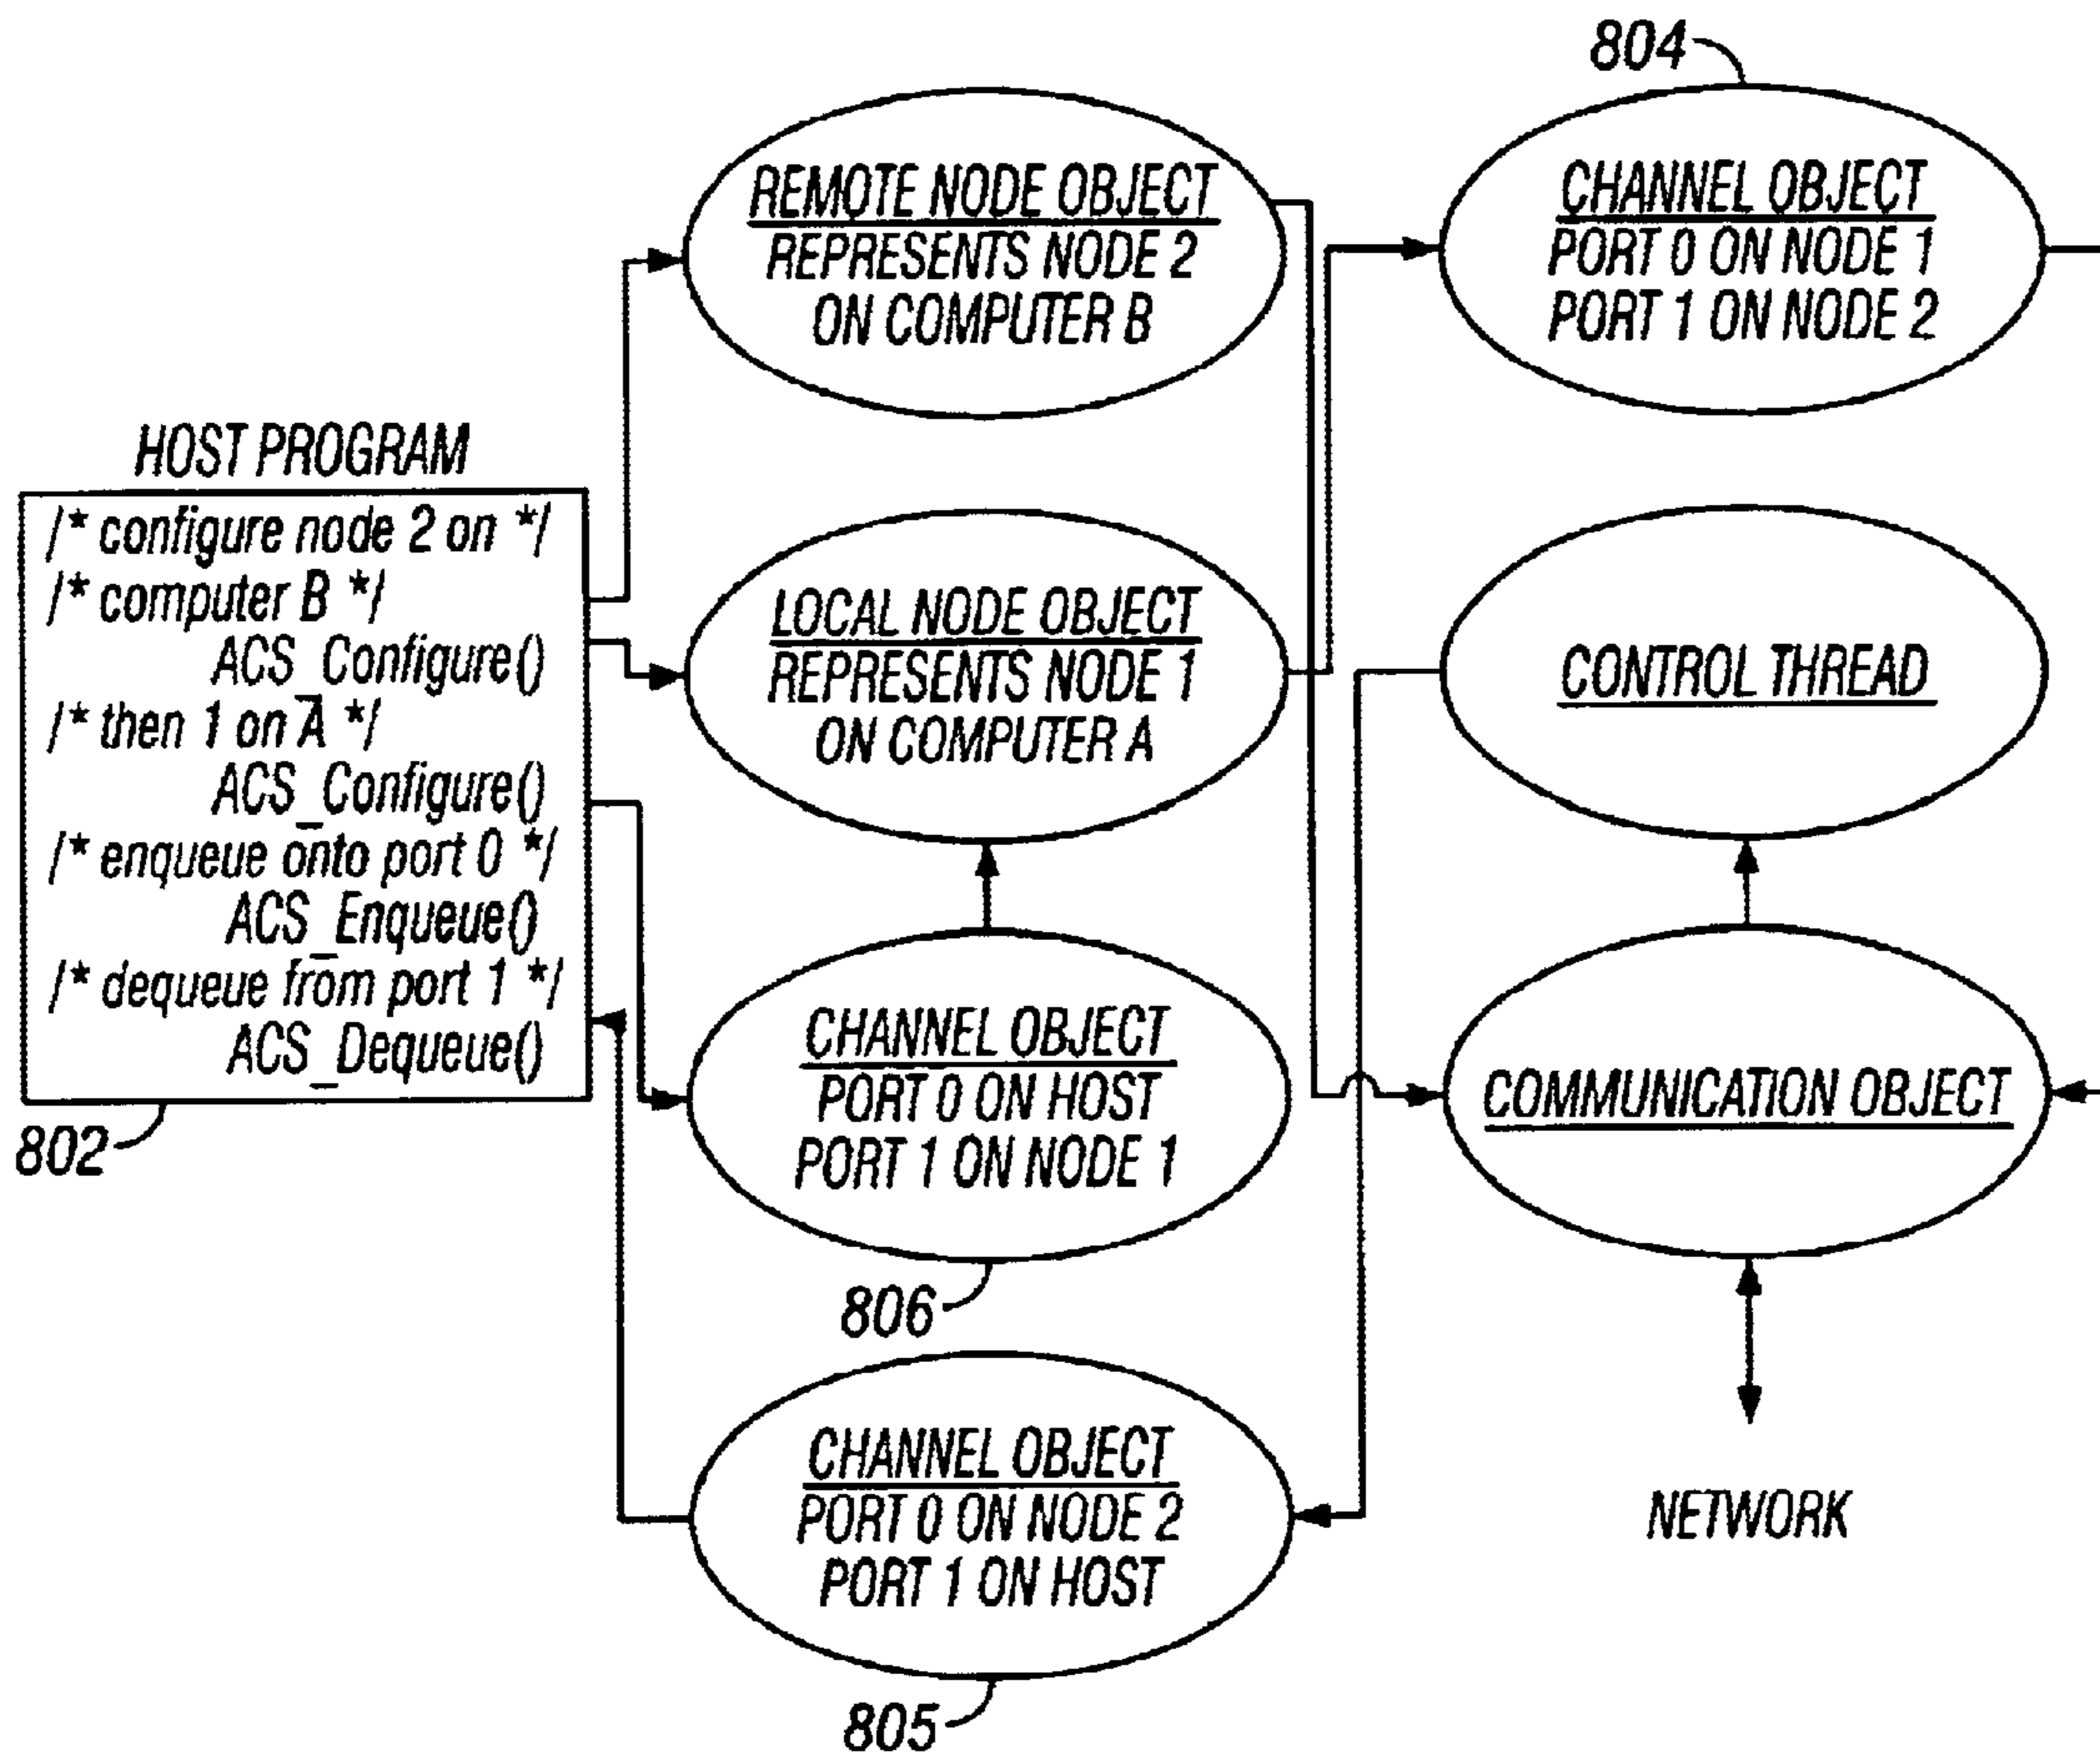 HOST PROGRAM
/* configure node 2 on */
/* computer B */
ACS_Configure()
/* then 1 on A */
ACS_Configure()
/* enqueue onto port 0 */
ACS_Enqueue()
/* dequeue from port 1 */
ACS_Dequeue()
802
REMOTE NODE OBJECT
REPRESENTS NODE 2
ON COMPUTER B
LOCAL NODE OBJECT
REPRESENTS NODE 1
ON COMPUTER A
CHANNEL OBJECT
PORT 0 ON HOST
PORT 1 ON NODE 1
806
CHANNEL OBJECT
PORT 0 ON NODE 2
PORT 1 ON HOST
805
804
CHANNEL OBJECT
PORT 0 ON NODE 1
PORT 1 ON NODE 2
CONTROL THREAD
COMMUNICATION OBJECT
NETWORK